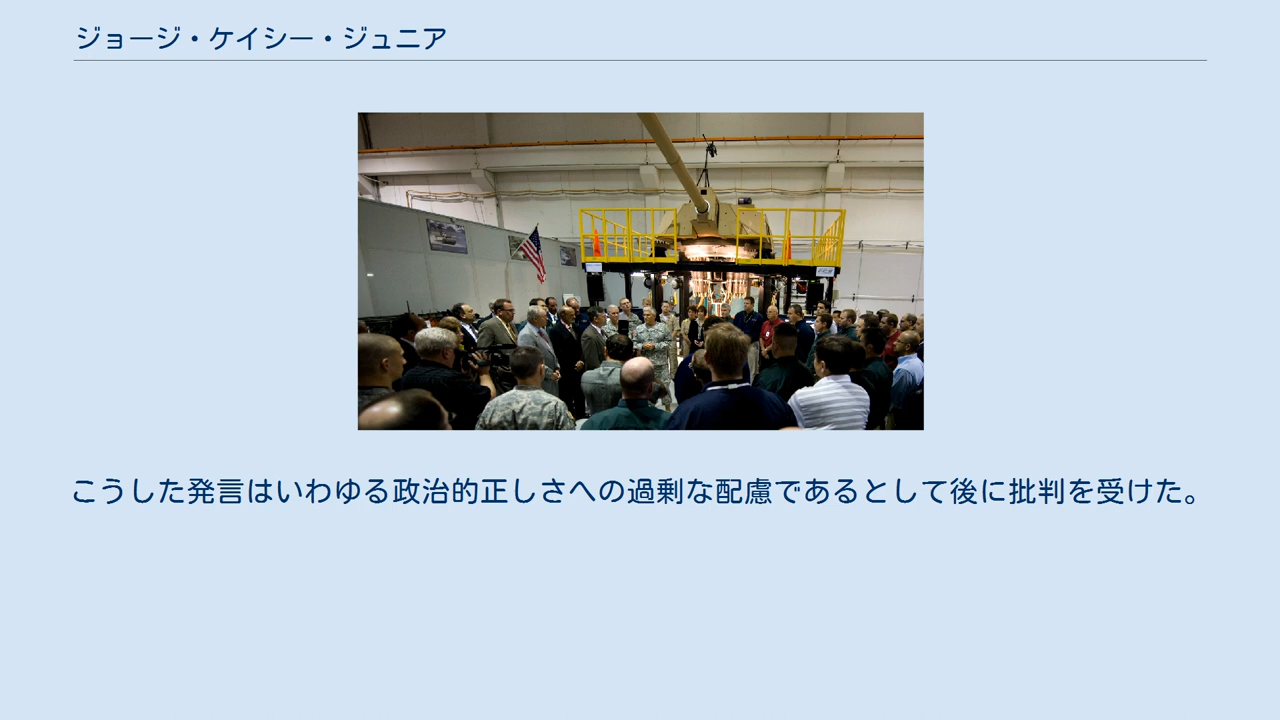 ジョージ・ケイシー・ジュニア
こうした発言はいわゆる政治的正しさへの過剰な配慮であるとして後に批判を受けた。